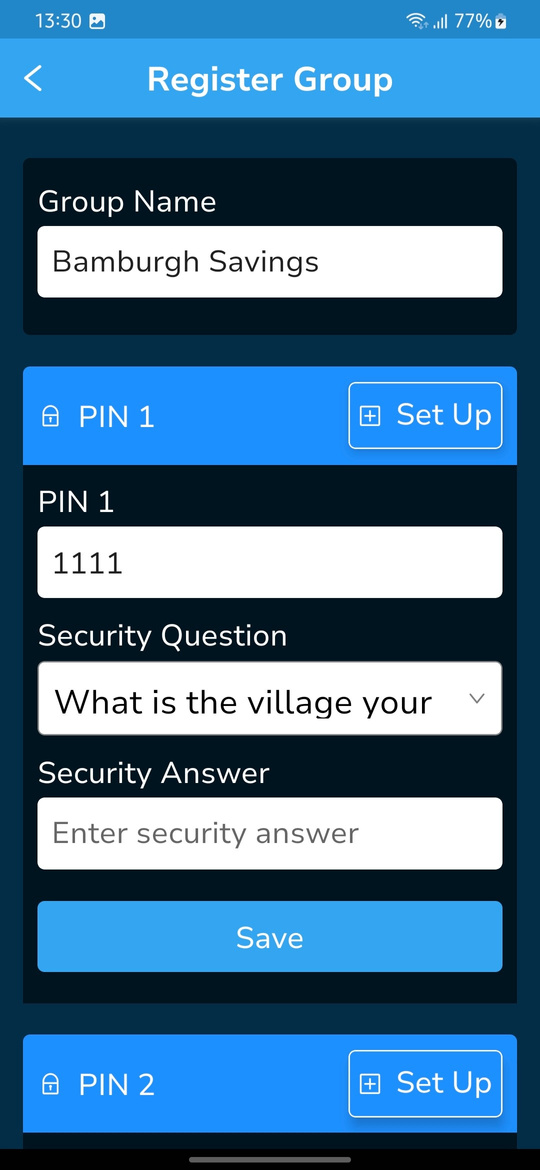 13:30 77%
Register Group
Group Name
Bamburgh Savings
PIN 1 Set Up
PIN 1
1111
Security Question
What is the village your
Security Answer
Enter security answer
Save
PIN 2 Set Up